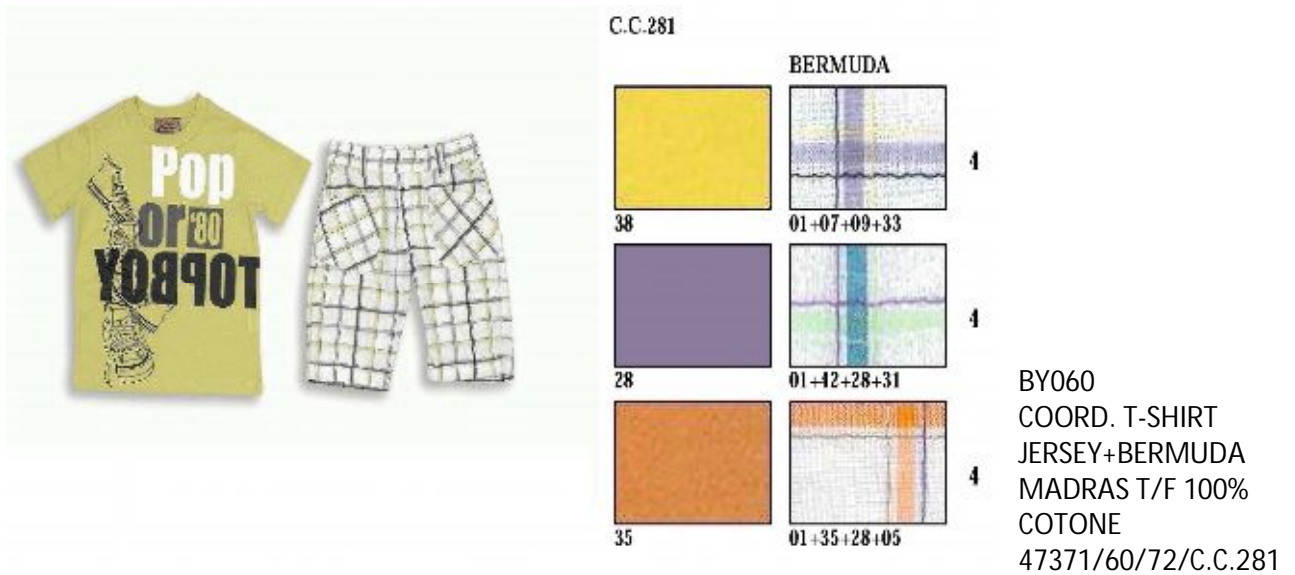 Pop
or '80
TOPBOY
C.C.281
BERMUDA
4
38
01+07+09+33
4
28
01+42+28+31
4
35
01+35+28+05
BY060
COORD. T-SHIRT
JERSEY+BERMUDA
MADRAS T/F 100%
COTONE
47371/60/72/C.C.281